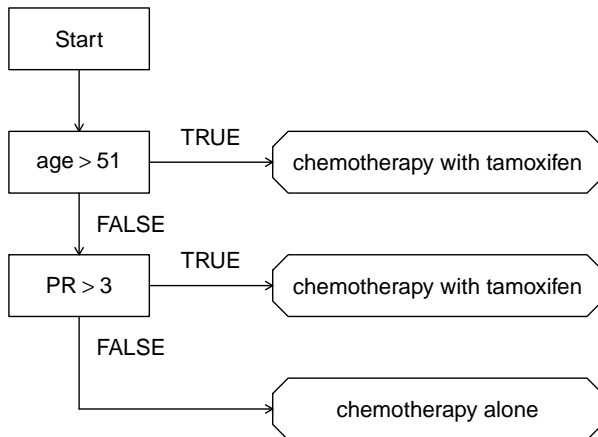 Start
age > 51
TRUE
chemotherapy with tamoxifen
FALSE
PR > 3
TRUE
chemotherapy with tamoxifen
FALSE
chemotherapy alone